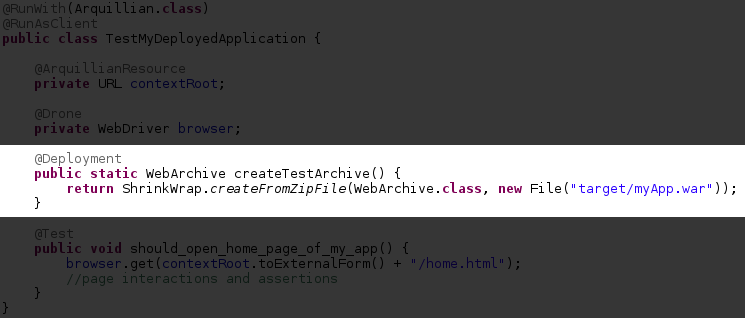 @RunWith(Arquillian.class)
@RunAsClient
public class TestMyDeployedApplication {
@ArquillianResource
private URL contextRoot;
@Drone
private WebDriver browser;
@Deployment
public static WebArchive createTestArchive() {
return ShrinkWrap.createFromZipFile(WebArchive.class, new File("target/myApp.war"));
}
@Test
public void should_open_home_page_of_my_app() {
browser.get(contextRoot.toExternalForm() + "/home.html");
//page interactions and assertions
}
}